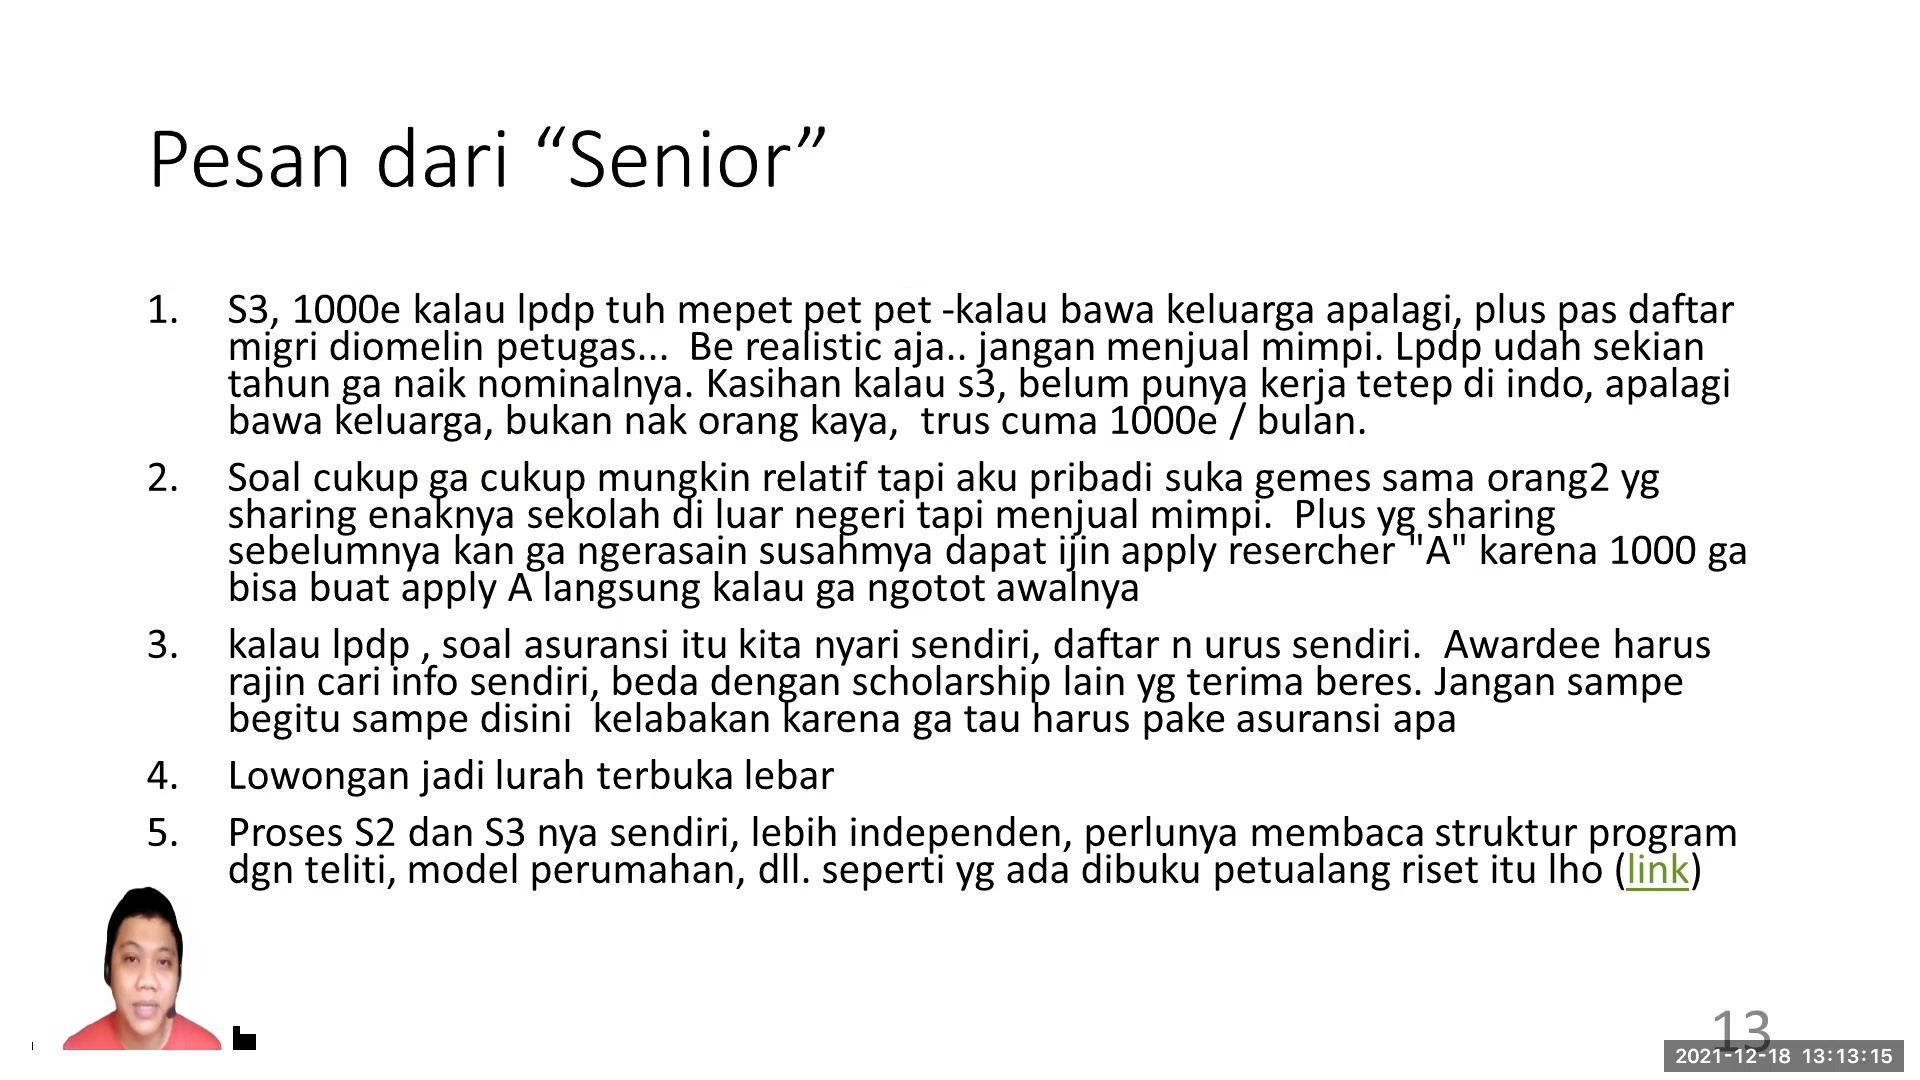 Pesan dari “Senior”
1. S3, 1000e kalau lpdp tuh mepet pet pet -kalau bawa keluarga apalagi, plus pas daftar
migri diomelin petugas...  Be realistic aja.. jangan menjual mimpi. Lpdp udah sekian
tahun ga naik nominalnya. Kasihan kalau s3, belum punya kerja tetep di indo, apalagi
bawa keluarga, bukan nak orang kaya,  trus cuma 1000e / bulan.
2. Soal cukup ga cukup mungkin relatif tapi aku pribadi suka gemes sama orang2 yg
sharing enaknya sekolah di luar negeri tapi menjual mimpi.  Plus yg sharing
sebelumnya kan ga ngerasain susahmya dapat ijin apply resercher "A" karena 1000 ga
bisa buat apply A langsung kalau ga ngotot awalnya
3. kalau lpdp , soal asuransi itu kita nyari sendiri, daftar n urus sendiri.  Awardee harus
rajin cari info sendiri, beda dengan scholarship lain yg terima beres. Jangan sampe
begitu sampe disini  kelabakan karena ga tau harus pake asuransi apa
4. Lowongan jadi lurah terbuka lebar
5. Proses S2 dan S3 nya sendiri, lebih independen, perlunya membaca struktur program
dgn teliti, model perumahan, dll. seperti yg ada dibuku petualang riset itu lho (link)
13
2021-12-18 13:13:15